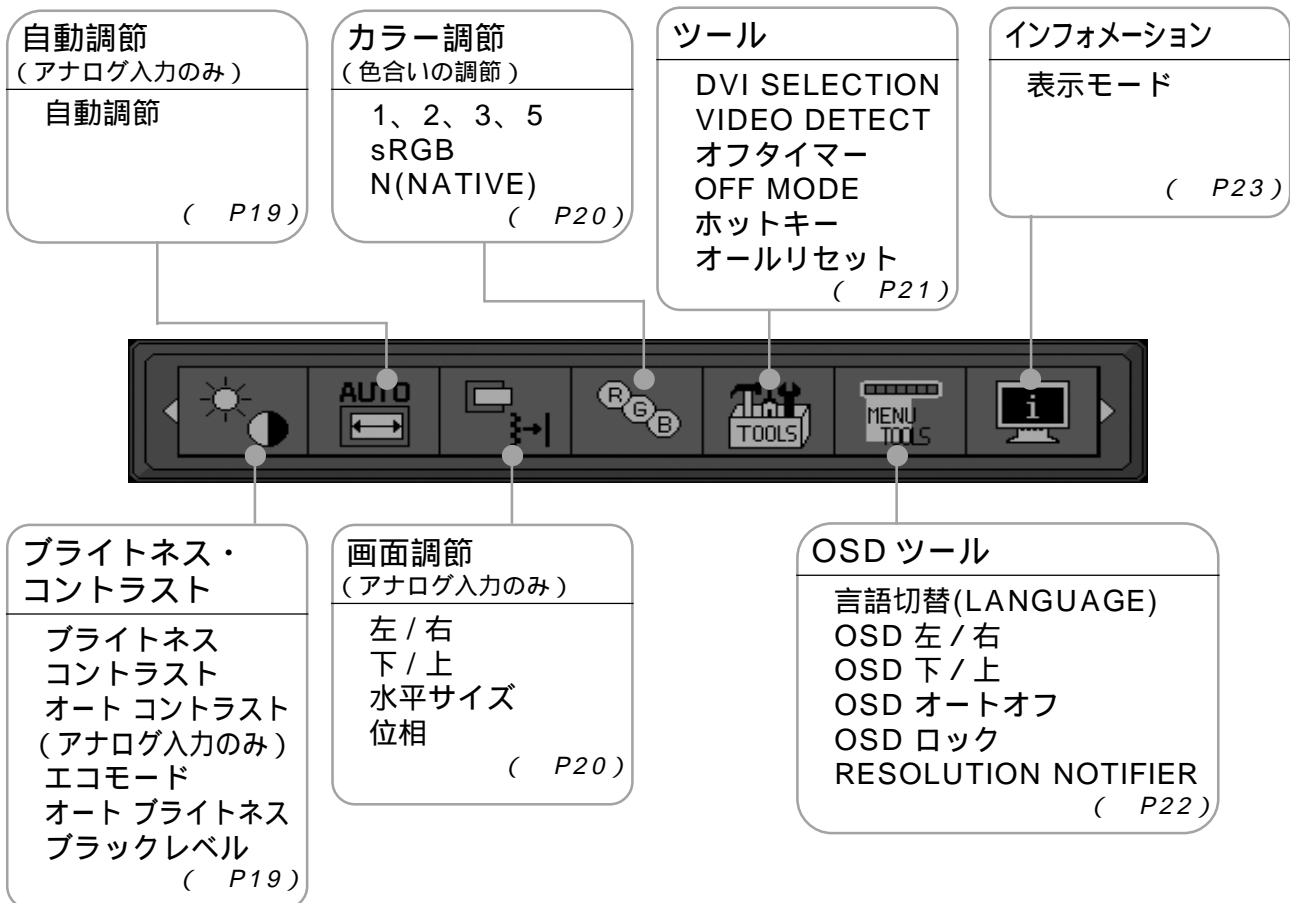 自動調節
(アナログ入力のみ)
自動調節
( P19)
カラー調節
(色合いの調節)
1、2、3、5
sRGB
N(NATIVE)
( P20)
ツール
DVI SELECTION
VIDEO DETECT
オフタイマー
OFF MODE
ホットキー
オールリセット
( P21)
インフォメーション
表示モード
( P23)
AUTO
R
G
B
TOOLS
MENU
TOOLS
i
ブライトネス・
コントラスト
ブライトネス
コントラスト
オート コントラスト
(アナログ入力のみ)
エコモード
オート ブライトネス
ブラックレベル
( P19)
画面調節
(アナログ入力のみ)
左 / 右
下 / 上
水平サイズ
位相
( P20)
OSD ツール
言語切替(LANGUAGE)
OSD 左 / 右
OSD 下 / 上
OSD オートオフ
OSD ロック
RESOLUTION NOTIFIER
( P22)